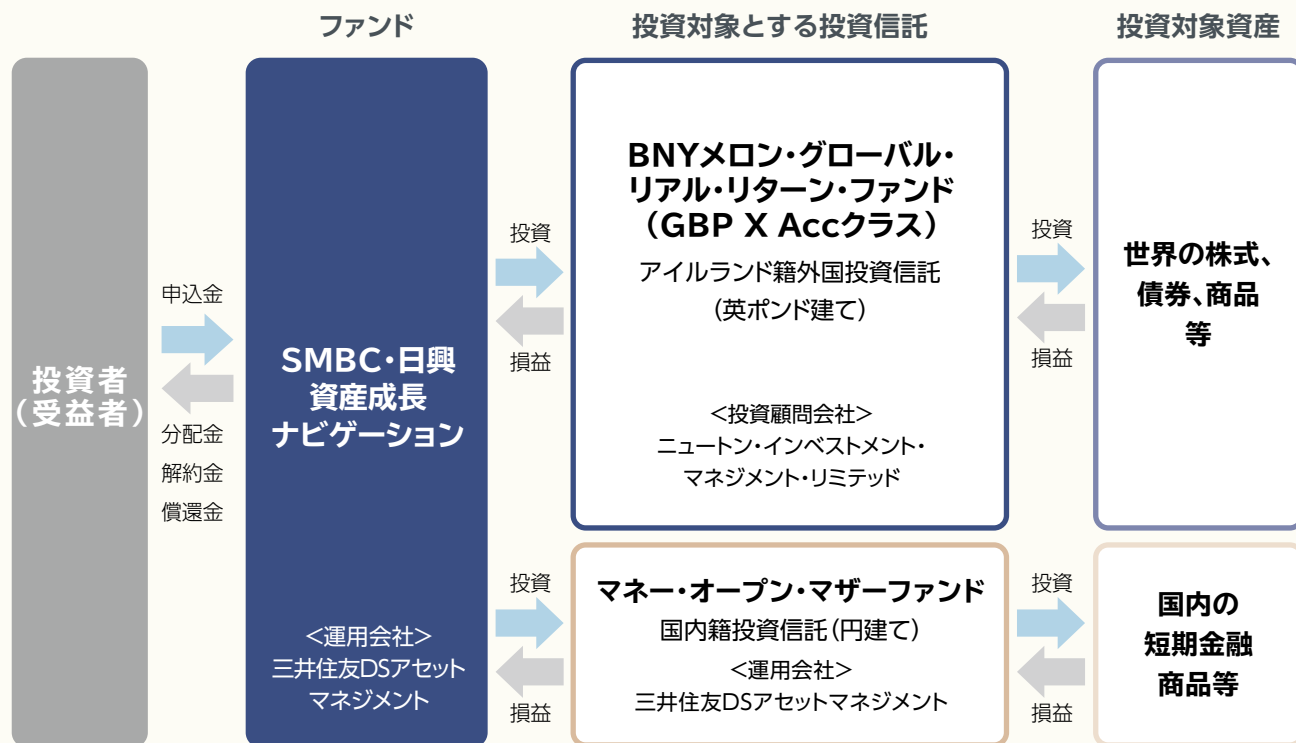 ファンド
投資対象とする投資信託
投資対象資産
投資者
(受益者)
申込金
分配金
解約金
償還金
SMBC・日興
資産成長
ナビゲーション
<運用会社>
三井住友DSアセット
マネジメント
投資
損益
BNYメロン・グローバル・
リアル・リターン・ファンド
(GBP X Accクラス)
アイルランド籍外国投資信託
(英ポンド建て)
<投資顧問会社>
ニュートン・インベストメント・
マネジメント・リミテッド
投資
損益
世界の株式、
債券、商品
等
投資
損益
マネー・オープン・マザーファンド
国内籍投資信託(円建て)
<運用会社>
三井住友DSアセットマネジメント
投資
損益
国内の
短期金融
商品等